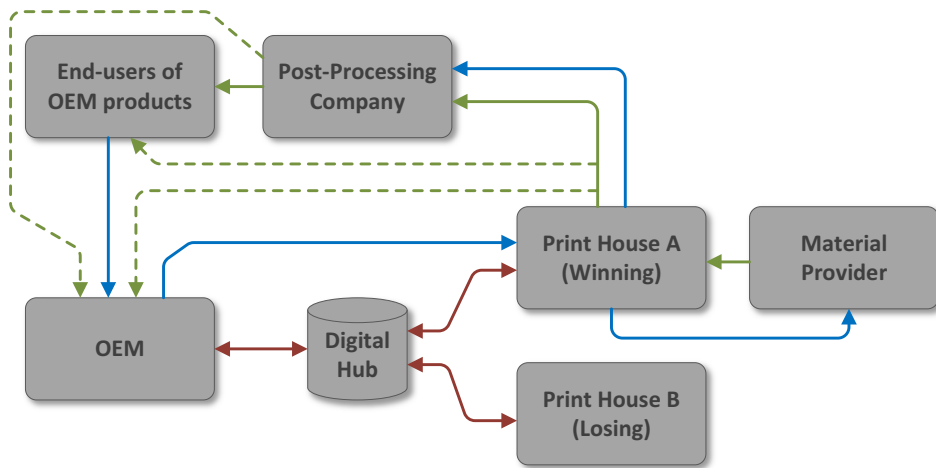 End-users of
OEM products
Post-Processing
Company
Print House A
(Winning)
Material
Provider
OEM
Digital
Hub
Print House B
(Losing)